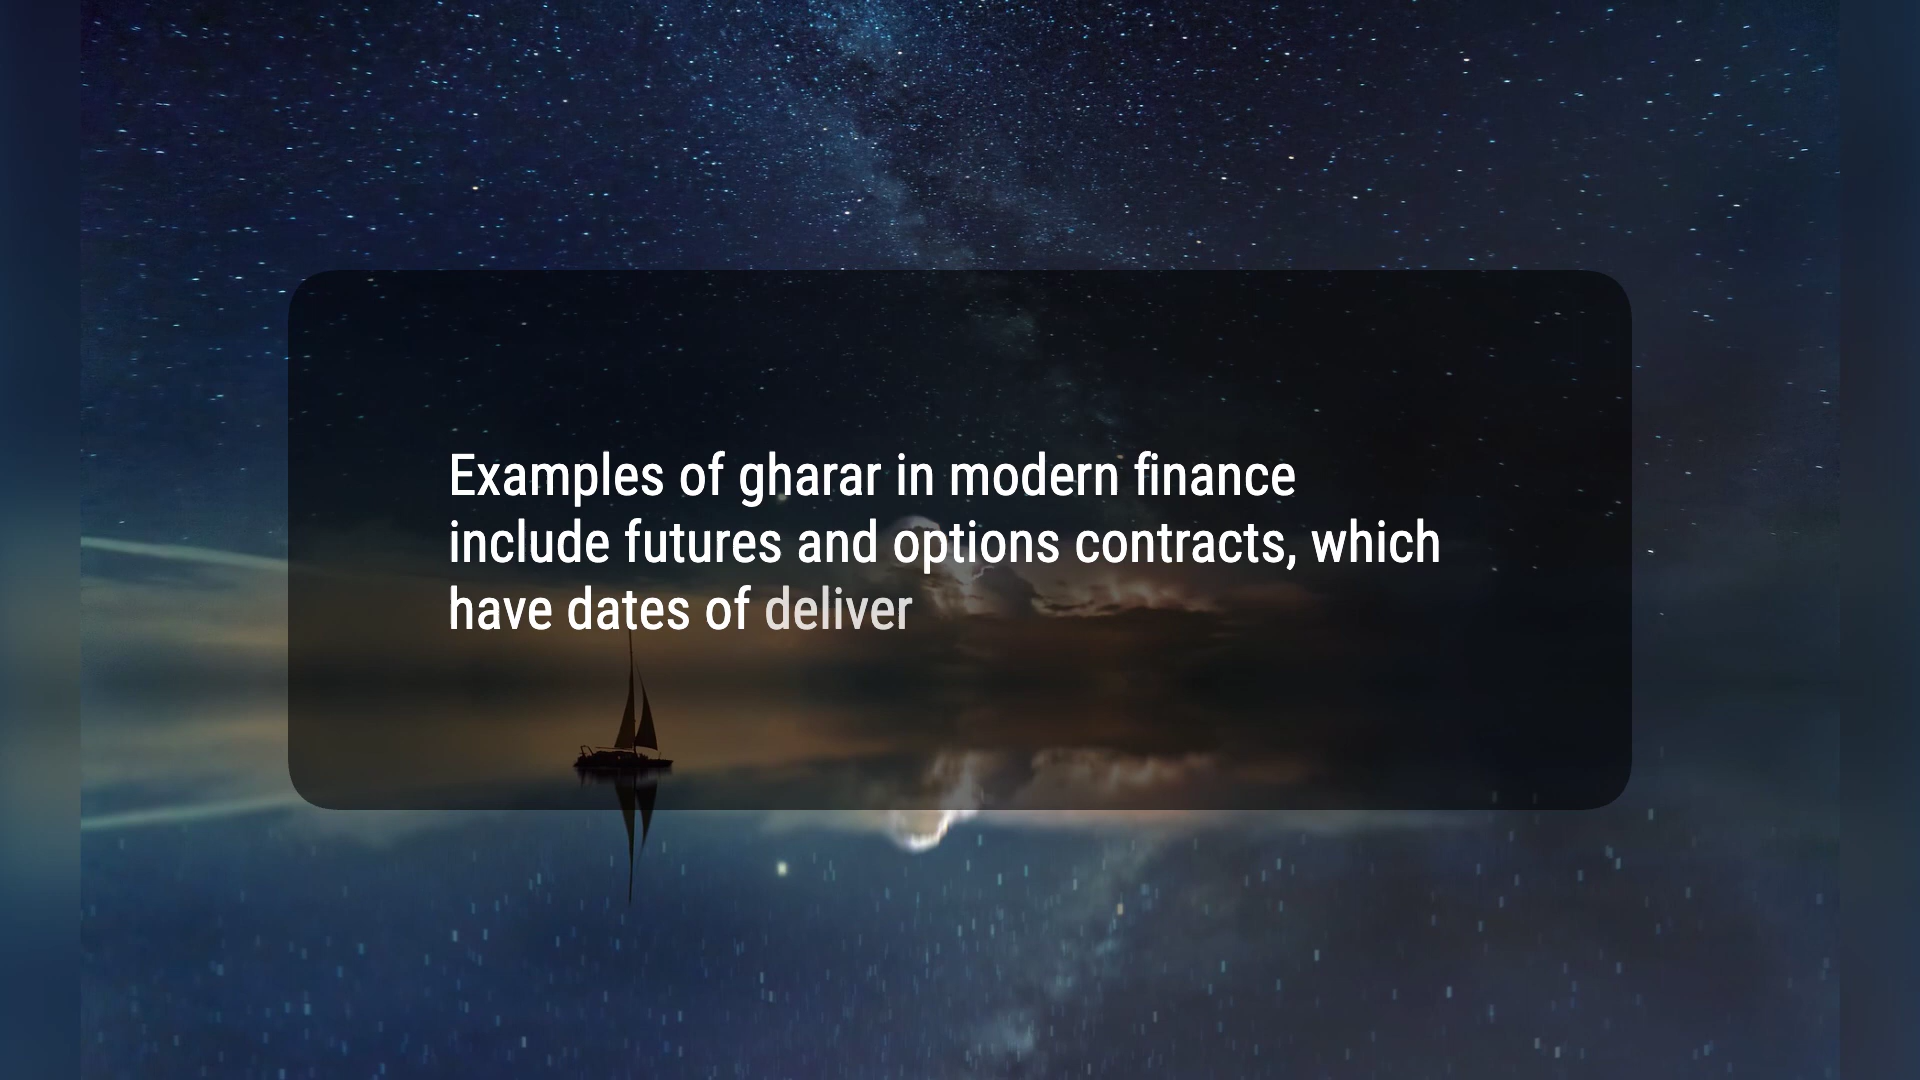 Examples of gharar in modern finance
include futures and options contracts, which
have dates of deliver